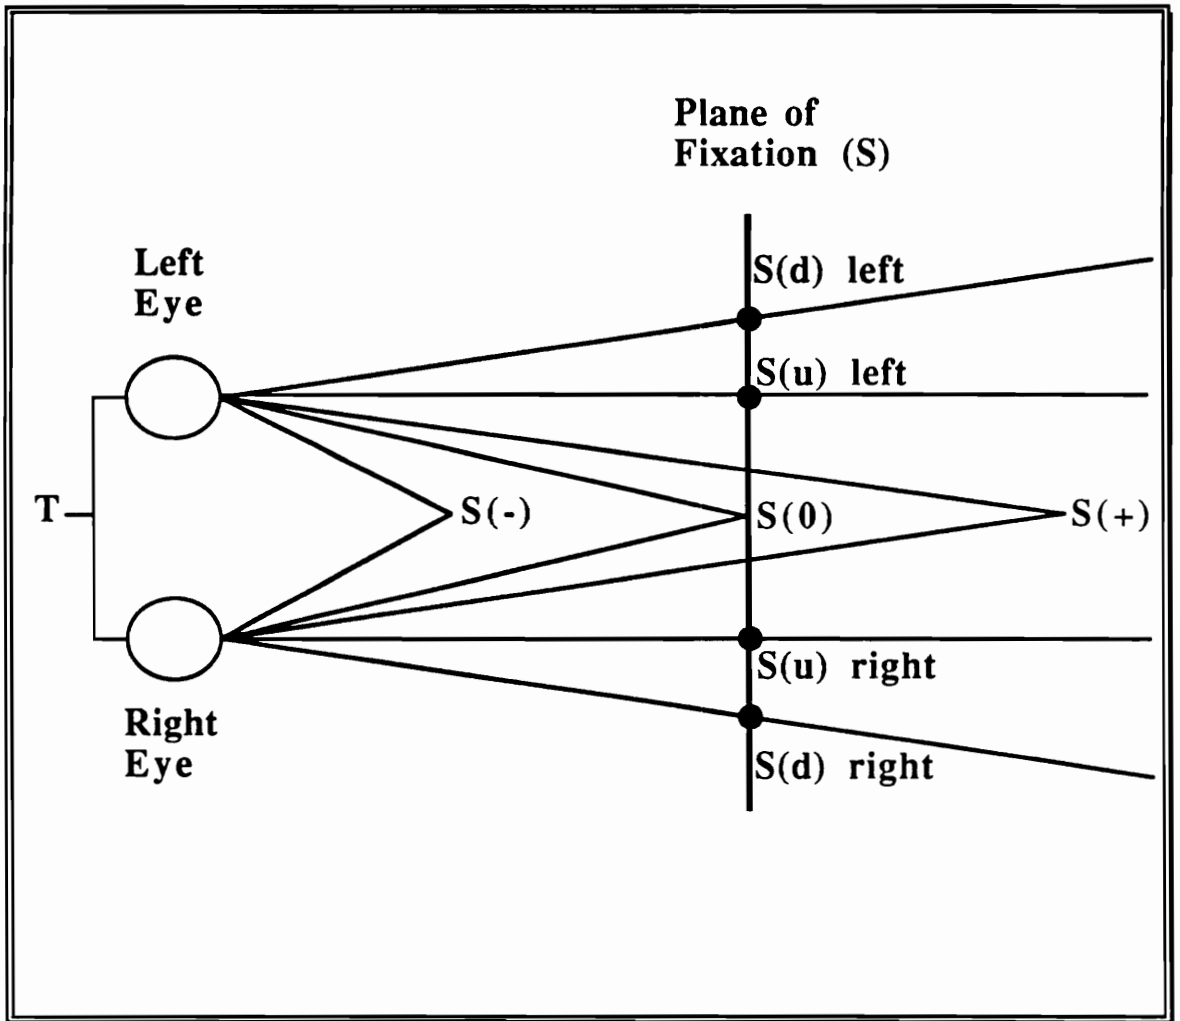 Plane of
Fixation (S)
Left
Eye
S(d) left
S(u) left
T
S(-)
S(0)
S(+)
S(u) right
Right
Eye
S(d) right